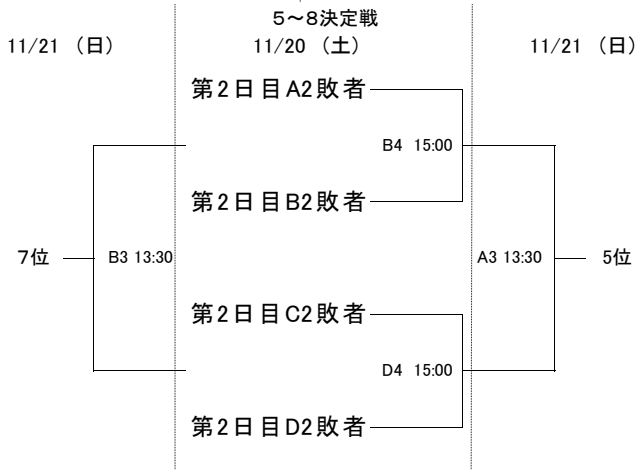 5～8決定戦
11/21 （日）
11/20 （土）
11/21 （日）
第2日目A2敗者
B4 15:00
第2日目B2敗者
7位
B3 13:30
A3 13:30
5位
第2日目C2敗者
D4 15:00
第2日目D2敗者